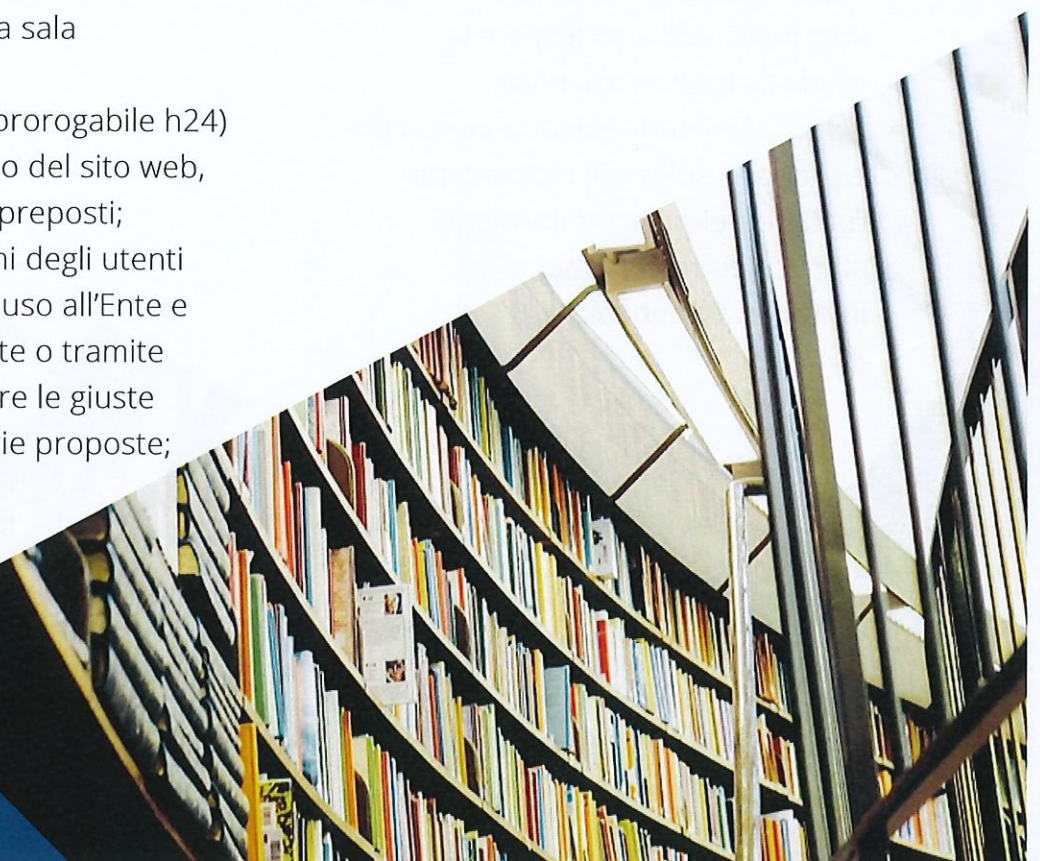 a sala
prorogabile h24)
o del sito web,
preposti;
ni degli utenti
uso all'Ente e
te o tramite
re le giuste
rie proposte;